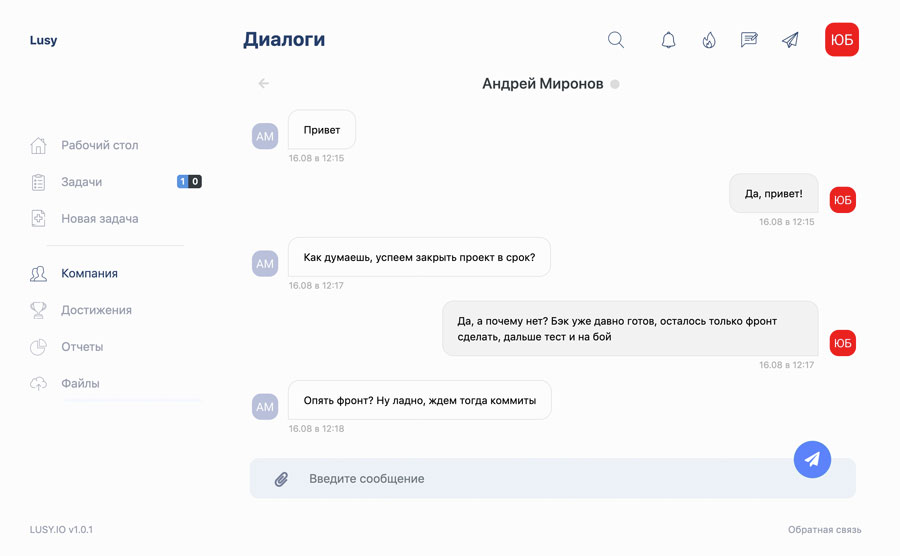 Lusy
Диалоги
ЮБ
Андрей Миронов
Рабочий стол
Задачи
1 0
Новая задача
Компания
Достижения
Отчеты
Файлы
АМ
Привет
16.08 в 12:15
Да, привет!
ЮБ
16.08 в 12:15
АМ
Как думаешь, успеем закрыть проект в срок?
16.08 в 12:17
Да, а почему нет? Бэк уже давно готов, осталось только фронт
сделать, дальше тест и на бой
ЮБ
16.08 в 12:17
АМ
Опять фронт? Ну ладно, ждем тогда коммиты
16.08 в 12:18
Введите сообщение
LUSY.IO v1.0.1
Обратная связь